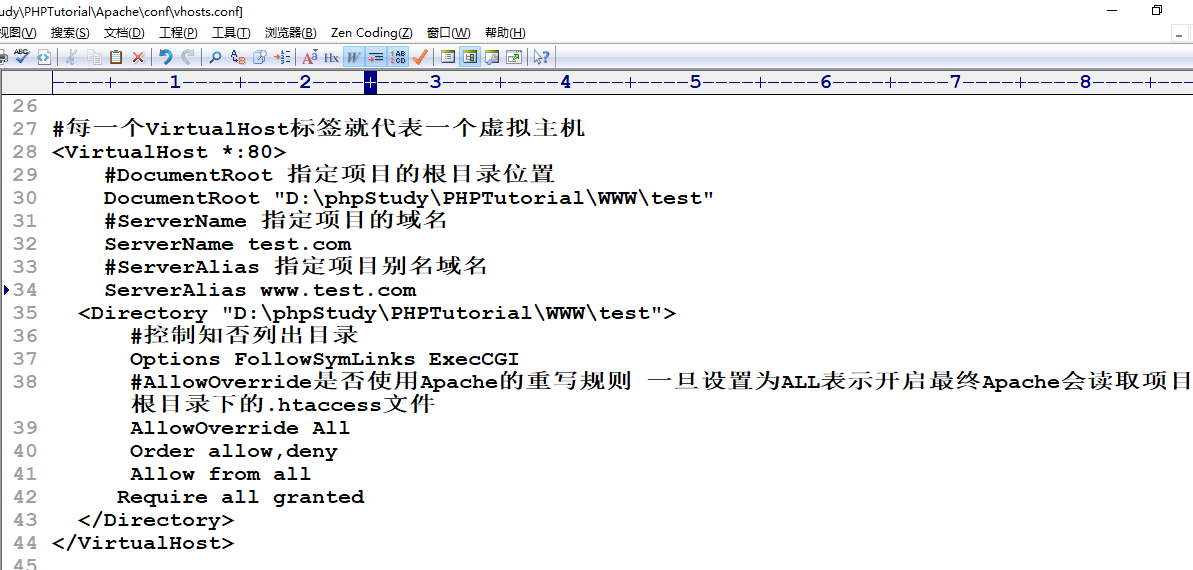 udy\PHPTutorial\Apache\conf\vhosts.conf]
视图(V) 搜索(S) 文档(D) 工程(P) 工具(T) 浏览器(B) Zen Coding(Z) 窗口(W) 帮助(H)
1 2 3 4 5 6 7 8
26
27 #每一个VirtualHost标签就代表一个虚拟主机
28 <VirtualHost *:80>
29 #DocumentRoot 指定项目的根目录位置
30 DocumentRoot "D:\phpStudy\PHPTutorial\WWW\test"
31 #ServerName 指定项目的域名
32 ServerName test.com
33 #ServerAlias 指定项目别名域名
34 ServerAlias www.test.com
35 <Directory "D:\phpStudy\PHPTutorial\WWW\test">
36 #控制知否列出目录
37 Options FollowSymLinks ExecCGI
38 #AllowOverride是否使用Apache的重写规则 一旦设置为ALL表示开启最终Apache会读取项目
根目录下的.htaccess文件
39 AllowOverride All
40 Order allow,deny
41 Allow from all
42 Require all granted
43 </Directory>
44 </VirtualHost>
45